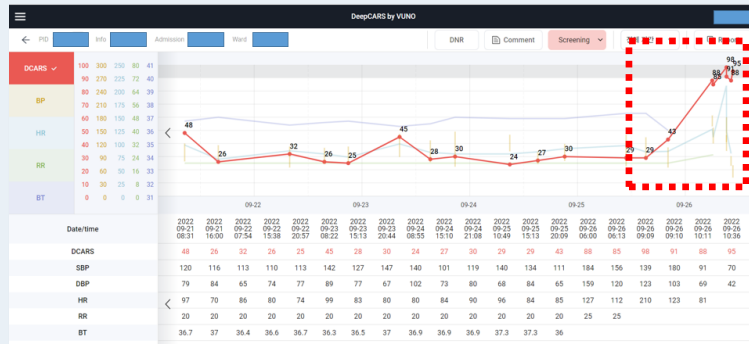 DeepCARS by VUNO
PID Info Admission Ward DNR Comment Screening
DCARS 100 300 250 80 41
90 270 225 72 40
BP 80 240 200 64 39
70 210 175 56 38
HR 60 180 150 48 37
50 150 125 40 36
40 120 100 32 35
RR 30 90 75 24 34
20 60 50 16 33
BT 10 30 25 8 32
0 0 0 0 31
48 26 32 26 25 45 28 30 24 27 30 29 29 43 88 98 91 95 88
09-22 09-23 09-24 09-25 09-26
Date/time
2022 2022 2022 2022 2022 2022 2022 2022 2022 2022 2022 2022 2022 2022 2022 2022 2022 2022 2022 2022
09-21 09-21 09-22 09-22 09-22 09-23 09-23 09-23 09-24 09-24 09-24 09-25 09-25 09-25 09-26 09-26 09-26 09-26 09-26 09-26
08:31 16:00 07:54 15:38 20:57 08:22 15:13 20:44 08:55 15:10 21:08 10:49 15:13 20:09 06:00 06:13 09:09 09:10 10:11 10:36
DCARS 48 26 32 26 25 45 28 30 24 27 30 29 29 43 88 85 98 91 88 95
SBP 120 116 113 110 113 142 127 147 140 101 119 140 134 111 184 156 139 180 91 70
DBP 79 84 65 74 77 89 77 67 102 73 80 68 84 65 159 120 123 103 69 42
HR 97 70 86 80 74 99 83 80 80 84 90 96 84 85 127 112 210 123 81
RR 20 20 20 20 20 20 20 20 20 20 20 20 20 20 25 25
BT 36.7 37 36.4 36.6 36.7 36.3 36.5 37 36.9 36.9 36.9 37.3 37.3 36